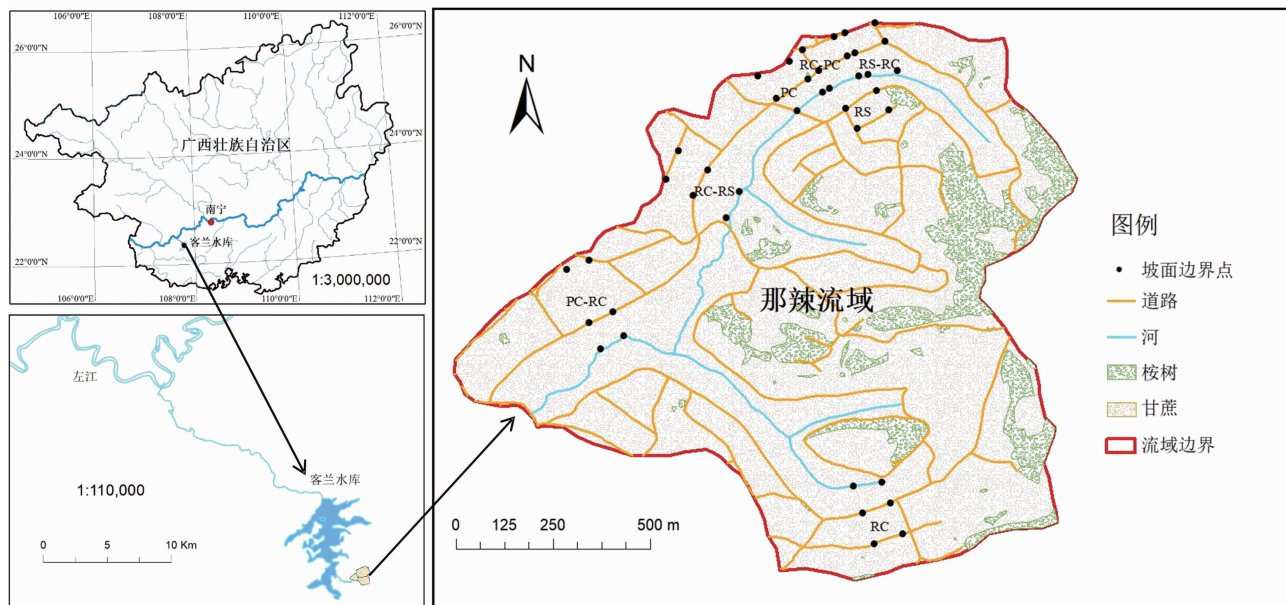 108°0'0"E
110°0'0"E
112°0'0"E
106°0'0"E
26°0'0"N
26°0'0"N
广西壮族自治区
24°0'0"N
24°0'0"N
南宁
客兰水库
22°0'0"N
22°0'0"N
1:3,000,000
106°0'0"E
108°0'0"E
110°0'0"E
112°0'0"E
左江
客兰水库
1:110,000
0 5 10 Km
N
RC-PC
RS-RC
PC
RS
RC-RS
PC-RC
那辣流域
RC
0 125 250 500 m
图例
坡面边界点
道路
河
桉树
甘蔗
流域边界